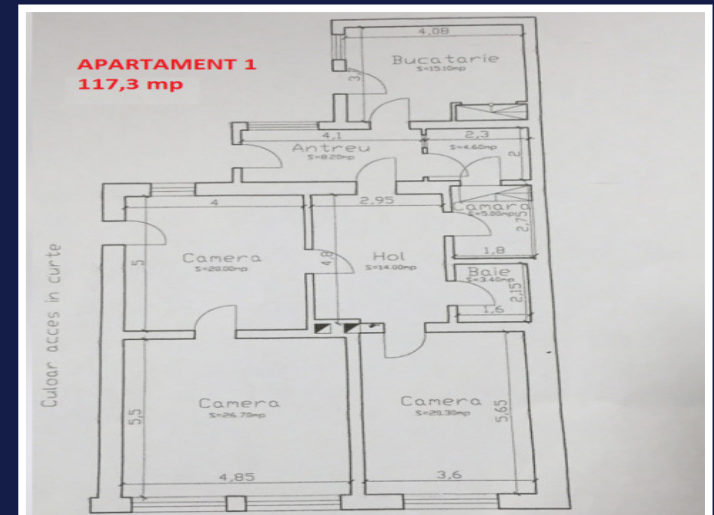 APARTAMENT 1
117,3 mp
4,08
Bucatarie
S=15.10mp
4,1
Antreu
S=8.20mp
2,3
S=4.60mp
2
4
Camera
S=20.00mp
5
2,95
Hol
S=14.00mp
4,8
Camara
S=5.00mp
2,75
1,8
Baie
S=3.40mp
2,15
1,6
Culoar acces in curte
Camera
S=26.70mp
5,5
4,85
Camera
S=20.30mp
5,65
3,6